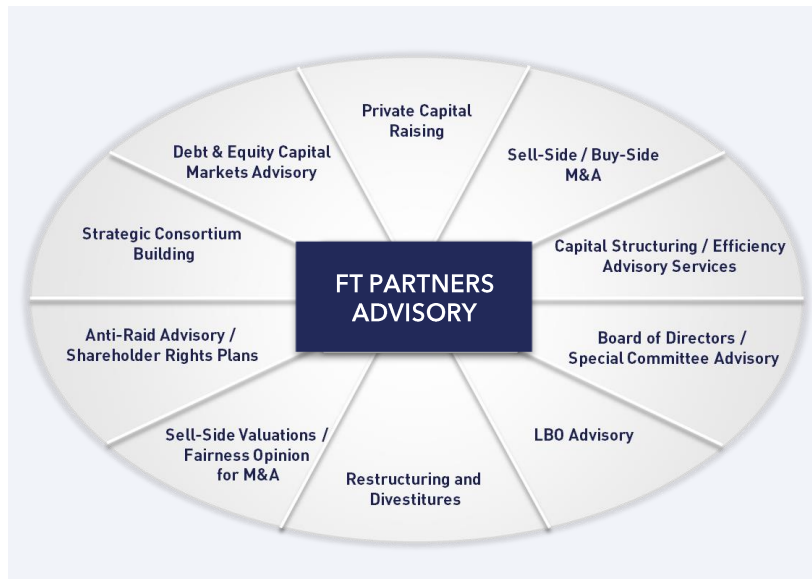 Private Capital
Raising
Sell-Side / Buy-Side
M&A
Capital Structuring / Efficiency
Advisory Services
Board of Directors /
Special Committee Advisory
LBO Advisory
Restructuring and
Divestitures
Sell-Side Valuations /
Fairness Opinion
for M&A
Anti-Raid Advisory /
Shareholder Rights Plans
Strategic Consortium
Building
Debt & Equity Capital
Markets Advisory
FT PARTNERS
ADVISORY